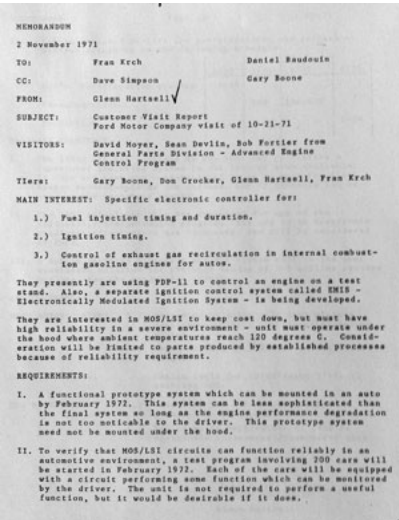 MEMORANDUM
2 November 1971
TO: Fran Krch Daniel Baudouin
CC: Dave Simpson Gary Boone
FROM: Glenn Hartsell
SUBJECT: Customer Visit Report
Ford Motor Company visit of 10-21-71
VISITORS: David Moyer, Sean Devlin, Bob Fortier from
General Parts Division - Advanced Engine
Control Program
TIers: Gary Boone, Don Crocker, Glenn Hartsell, Fran Krch
MAIN INTEREST: Specific electronic controller for:
1.) Fuel injection timing and duration.
2.) Ignition timing.
3.) Control of exhaust gas recirculation in internal combust-
ion gasoline engines for autos.
They presently are using PDP-11 to control an engine on a test
stand. Also, a separate ignition control system called EMIS -
Electronically Modulated Ignition System - is being developed.
They are interested in MOS/LSI to keep cost down, but must have
high reliability in a severe environment - unit must operate under
the hood where ambient temperatures reach 120 degrees C. Consid-
eration will be limited to parts produced by established processes
because of reliability requirement.
REQUIREMENTS:
I. A functional prototype system which can be mounted in an auto
by February 1972. This system can be less sophisticated than
the final system so long as the engine performance degradation
is not too noticable to the driver. This prototype system
need not be mounted under the hood.
II. To verify that MOS/LSI circuits can function reliably in an
automotive environment, a test program involving 200 cars will
be started in February 1972. Each of the cars will be equipped
with a circuit performing some function which can be monitored
by the driver. The unit is not required to perform a useful
function, but it would be desirable if it does.